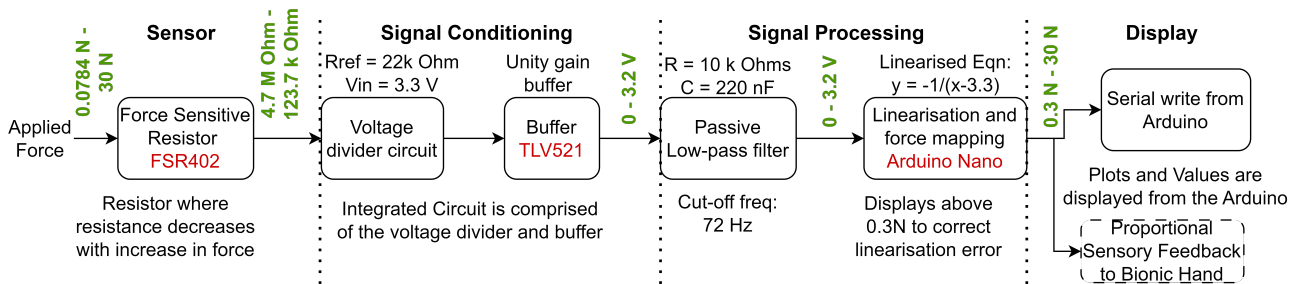 Sensor
0.0784 N -
30 N
Applied
Force
Force Sensitive
Resistor
FSR402
Resistor where
resistance decreases
with increase in force
4.7 M Ohm -
123.7 k Ohm
Signal Conditioning
Rref = 22k Ohm
Vin = 3.3 V
Voltage
divider circuit
Unity gain
buffer
Buffer
TLV521
Integrated Circuit is comprised
of the voltage divider and buffer
0 - 3.2 V
Signal Processing
R = 10 k Ohms
C = 220 nF
Passive
Low-pass filter
Cut-off freq:
72 Hz
0 - 3.2 V
Linearised Eqn:
y = -1/(x-3.3)
Linearisation and
force mapping
Arduino Nano
Displays above
0.3N to correct
linearisation error
0.3 N - 30 N
Display
Serial write from
Arduino
Plots and Values are
displayed from the Arduino
Proportional
Sensory Feedback
to Bionic Hand